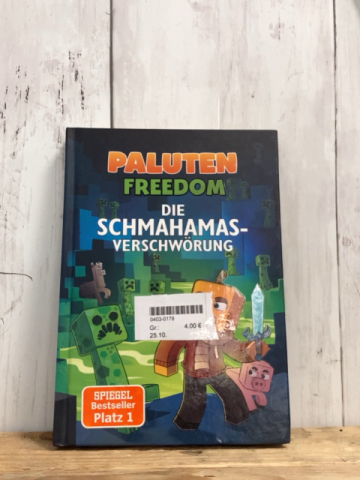 PALUTEN
FREEDOM
DIE
SCHMAHAMAS-
VERSCHWÖRUNG
0403-0178
Gr.:
4.00 €
25.10.
SPIEGEL
Bestseller
Platz 1